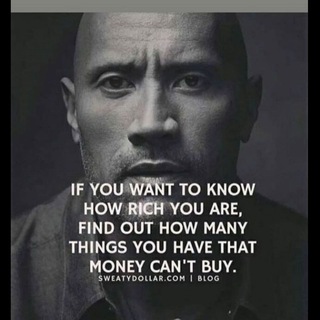 IF YOU WANT TO KNOW
HOW RICH YOU ARE,
FIND OUT HOW MANY
THINGS YOU HAVE THAT
MONEY CAN'T BUY.
SWEATYDOLLAR.COM | BLOG